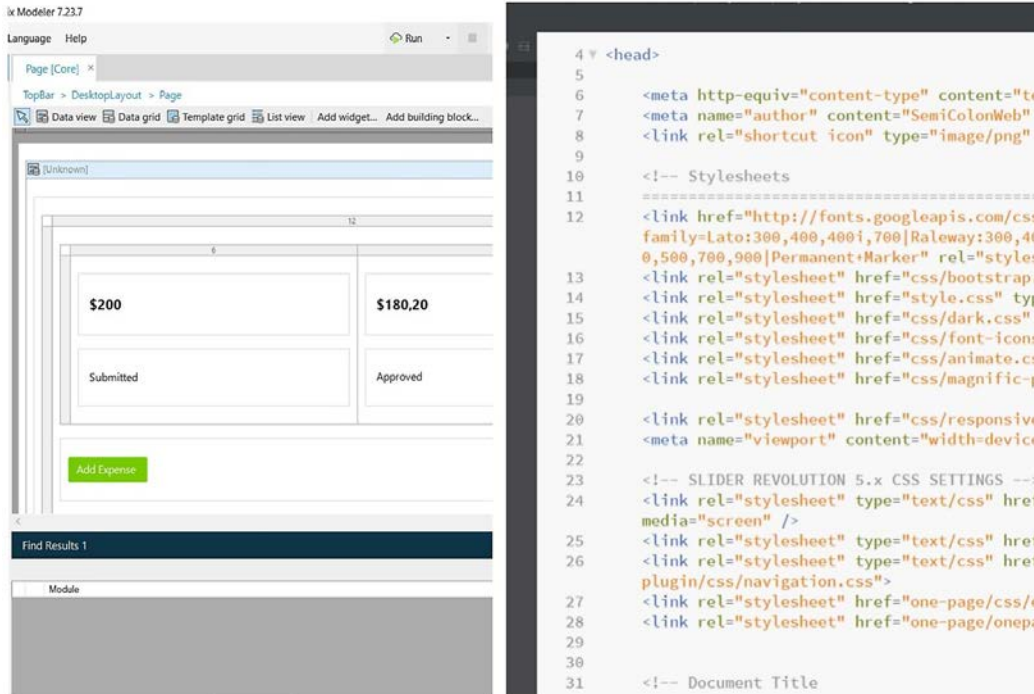 ix Modeler 7.23.7
Language Help Run
Page [Core] ×
TopBar > DesktopLayout > Page
Data view Data grid Template grid List view Add widget... Add building block...
[Unknown]
12
6
$200 $180,20
Submitted Approved
Add Expense
Find Results 1
Module
4 <head>
5
6 <meta http-equiv="content-type" content="te
7 <meta name="author" content="SemiColonWeb"
8 <link rel="shortcut icon" type="image/png"
9
10 <!-- Stylesheets
11 ============================================
12 <link href="http://fonts.googleapis.com/css
family=Lato:300,400,400i,700|Raleway:300,40
0,500,700,900|Permanent+Marker" rel="styles
13 <link rel="stylesheet" href="css/bootstrap
14 <link rel="stylesheet" href="style.css" typ
15 <link rel="stylesheet" href="css/dark.css"
16 <link rel="stylesheet" href="css/font-icons
17 <link rel="stylesheet" href="css/animate.cs
18 <link rel="stylesheet" href="css/magnific-p
19
20 <link rel="stylesheet" href="css/responsive
21 <meta name="viewport" content="width=device
22
23 <!-- SLIDER REVOLUTION 5.x CSS SETTINGS -->
24 <link rel="stylesheet" type="text/css" href
media="screen" />
25 <link rel="stylesheet" type="text/css" href
26 <link rel="stylesheet" type="text/css" href
plugin/css/navigation.css">
27 <link rel="stylesheet" href="one-page/css/
28 <link rel="stylesheet" href="one-page/onepa
29
30
31 <!-- Document Title